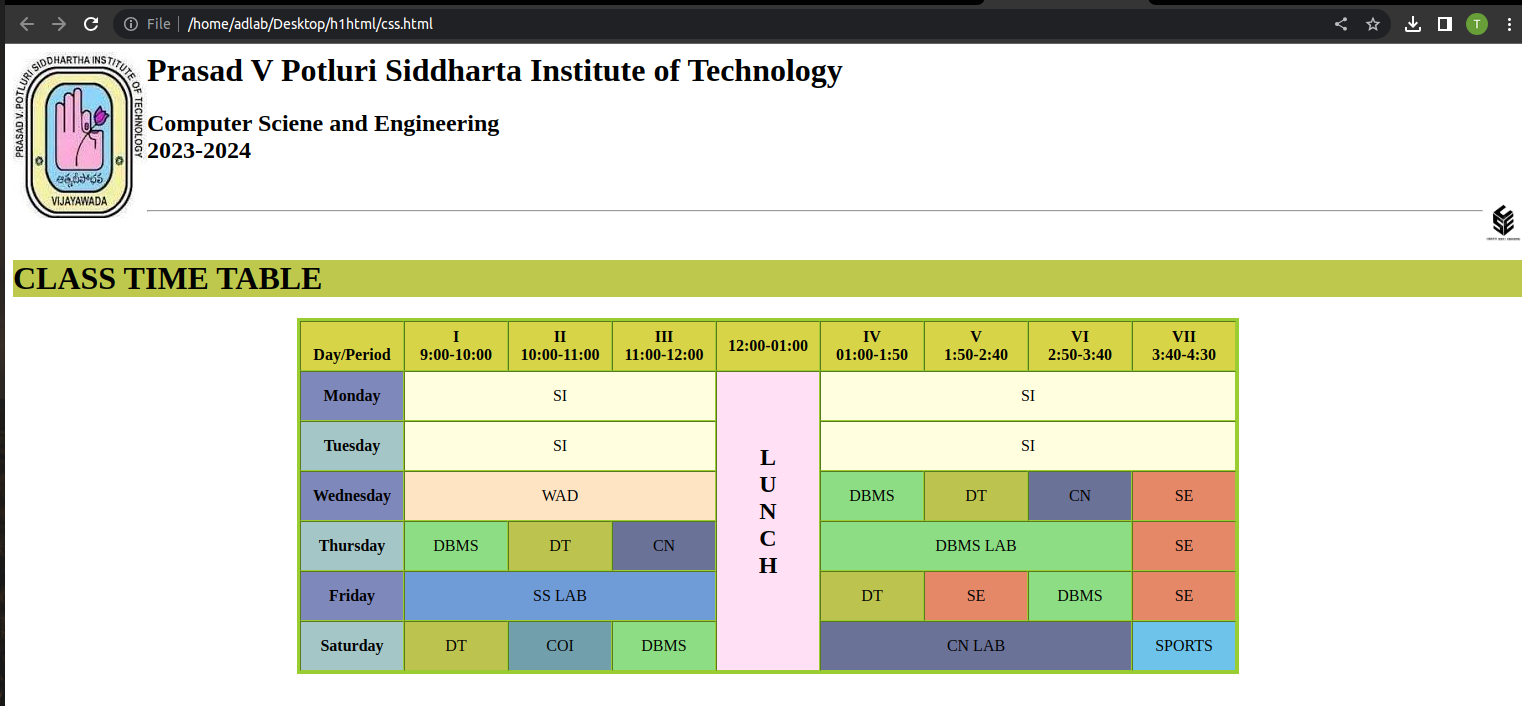 File | /home/adlab/Desktop/h1html/css.html
T
PRASAD V. POTLURI SIDDHARTHA INSTITUTE OF TECHNOLOGY
VIJAYAWADA
Prasad V Potluri Siddharta Institute of Technology
Computer Sciene and Engineering
2023-2024
CLASS TIME TABLE
Day/Period I 9:00-10:00 II 10:00-11:00 III 11:00-12:00 12:00-01:00 IV 01:00-1:50 V 1:50-2:40 VI 2:50-3:40 VII 3:40-4:30
Monday SI LUNCH SI
Tuesday SI SI
Wednesday WAD DBMS DT CN SE
Thursday DBMS DT CN DBMS LAB SE
Friday SS LAB DT SE DBMS SE
Saturday DT COI DBMS CN LAB SPORTS